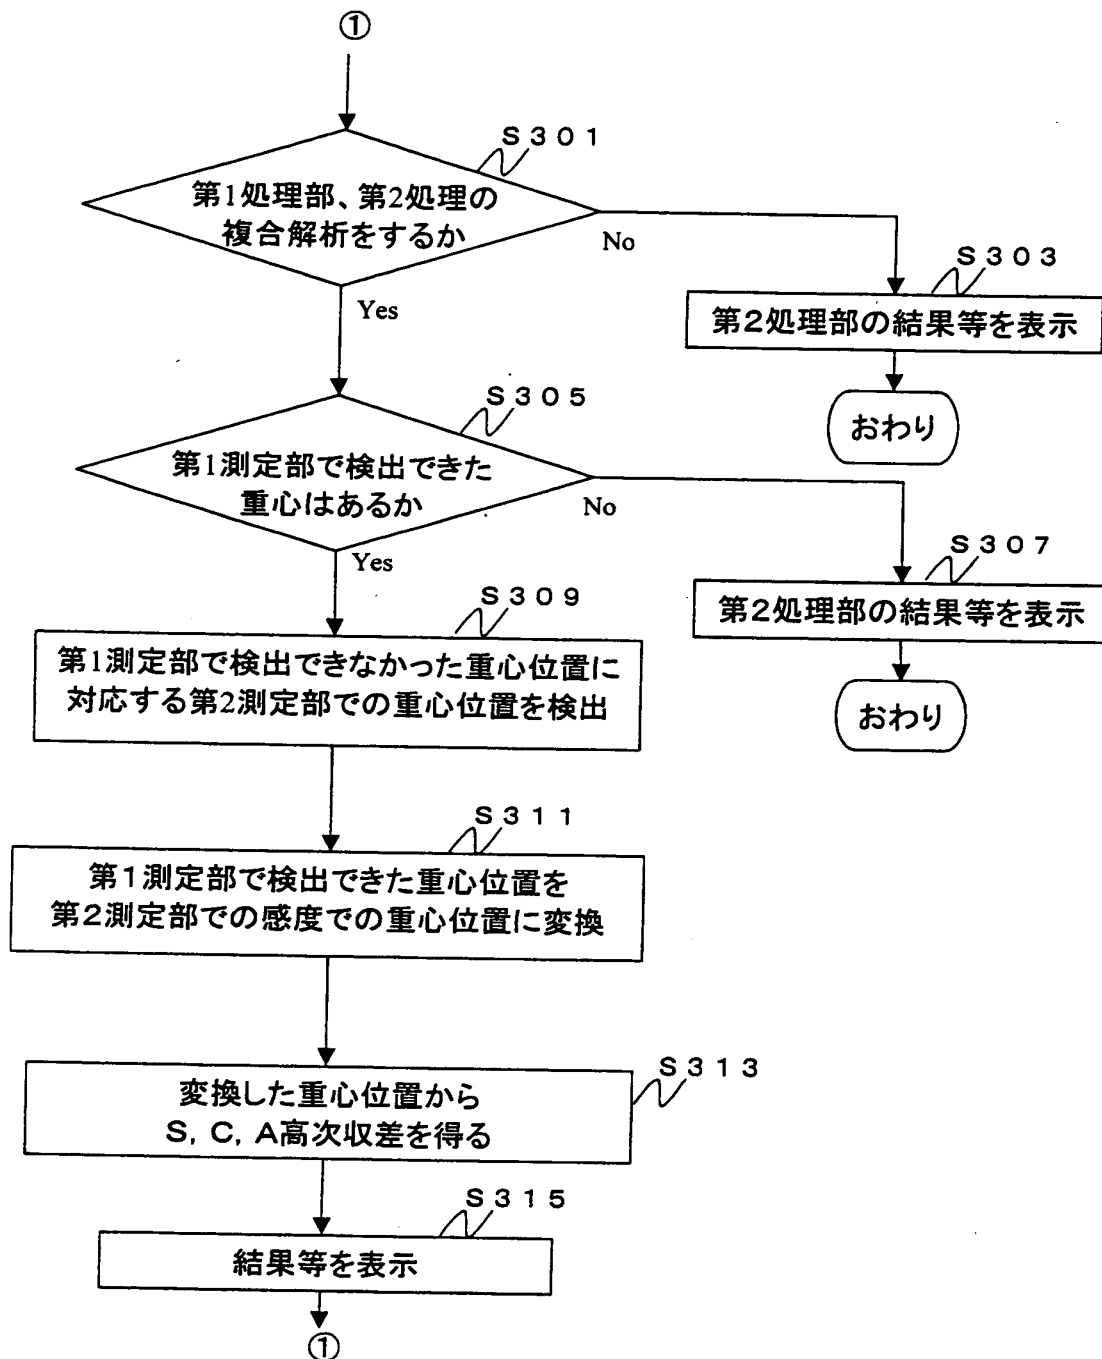 ①
S301
第1処理部、第2処理の
複合解析をするか
No
Yes
S303
第2処理部の結果等を表示
おわり
S305
第1測定部で検出できた
重心はあるか
No
Yes
S307
第2処理部の結果等を表示
おわり
S309
第1測定部で検出できなかった重心位置に
対応する第2測定部での重心位置を検出
S311
第1測定部で検出できた重心位置を
第2測定部での感度での重心位置に変換
S313
変換した重心位置から
S, C, A高次収差を得る
S315
結果等を表示
①